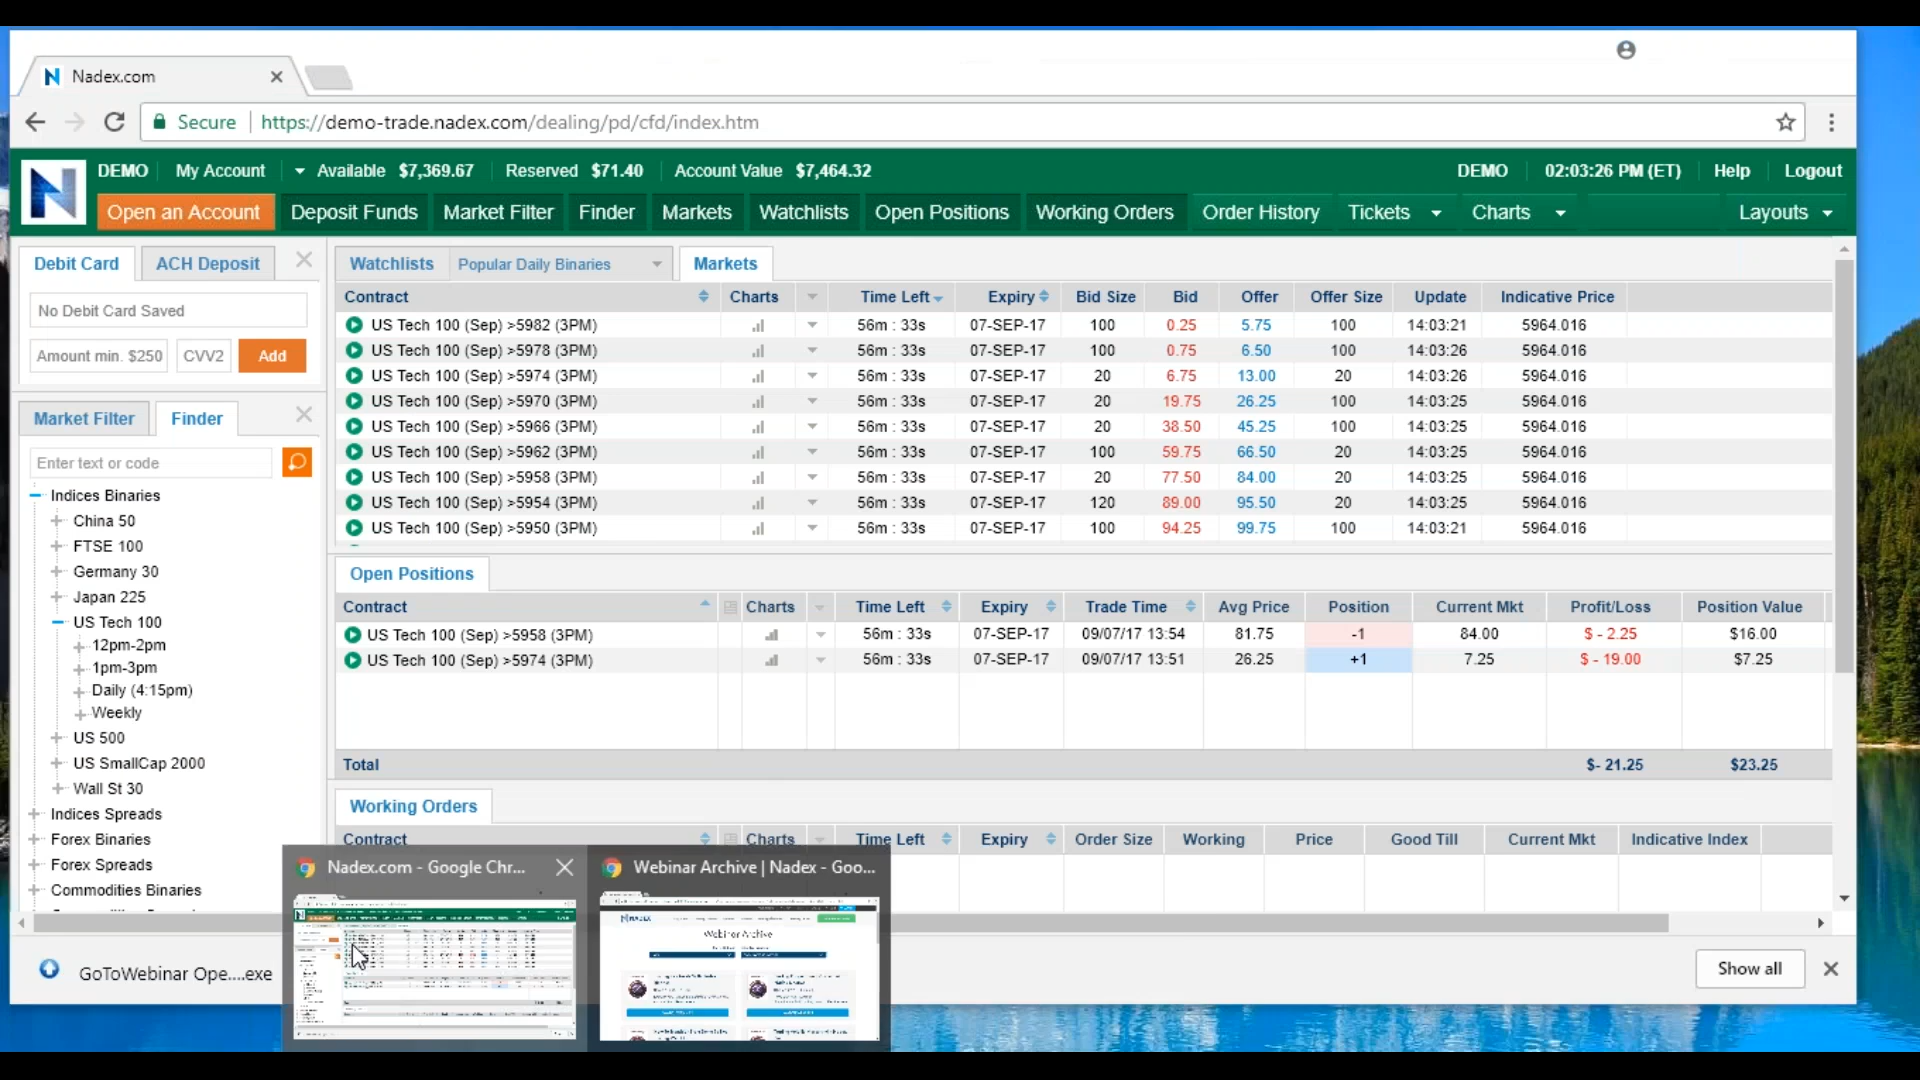 Nadex.com
Secure https://demo-trade.nadex.com/dealing/pd/cfd/index.htm
DEMO My Account Available $7,369.67 Reserved $71.40 Account Value $7,464.32 DEMO 02:03:26 PM (ET) Help Logout
Open an Account Deposit Funds Market Filter Finder Markets Watchlists Open Positions Working Orders Order History Tickets Charts Layouts
Debit Card ACH Deposit
No Debit Card Saved
Amount min. $250 CVV2 Add
Market Filter Finder
Enter text or code
Indices Binaries
China 50
FTSE 100
Germany 30
Japan 225
US Tech 100
12pm-2pm
1pm-3pm
Daily (4:15pm)
Weekly
US 500
US SmallCap 2000
Wall St 30
Indices Spreads
Forex Binaries
Forex Spreads
Commodities Binaries
Watchlists Popular Daily Binaries Markets
Contract Charts Time Left Expiry Bid Size Bid Offer Offer Size Update Indicative Price
US Tech 100 (Sep) >5982 (3PM) 56m : 33s 07-SEP-17 100 0.25 5.75 100 14:03:21 5964.016
US Tech 100 (Sep) >5978 (3PM) 56m : 33s 07-SEP-17 100 0.75 6.50 100 14:03:26 5964.016
US Tech 100 (Sep) >5974 (3PM) 56m : 33s 07-SEP-17 20 6.75 13.00 20 14:03:26 5964.016
US Tech 100 (Sep) >5970 (3PM) 56m : 33s 07-SEP-17 20 19.75 26.25 100 14:03:25 5964.016
US Tech 100 (Sep) >5966 (3PM) 56m : 33s 07-SEP-17 20 38.50 45.25 100 14:03:25 5964.016
US Tech 100 (Sep) >5962 (3PM) 56m : 33s 07-SEP-17 100 59.75 66.50 20 14:03:25 5964.016
US Tech 100 (Sep) >5958 (3PM) 56m : 33s 07-SEP-17 20 77.50 84.00 20 14:03:25 5964.016
US Tech 100 (Sep) >5954 (3PM) 56m : 33s 07-SEP-17 120 89.00 95.50 20 14:03:25 5964.016
US Tech 100 (Sep) >5950 (3PM) 56m : 33s 07-SEP-17 100 94.25 99.75 100 14:03:21 5964.016
Open Positions
Contract Charts Time Left Expiry Trade Time Avg Price Position Current Mkt Profit/Loss Position Value
US Tech 100 (Sep) >5958 (3PM) 56m : 33s 07-SEP-17 09/07/17 13:54 81.75 -1 84.00 $ - 2.25 $16.00
US Tech 100 (Sep) >5974 (3PM) 56m : 33s 07-SEP-17 09/07/17 13:51 26.25 +1 7.25 $ - 19.00 $7.25
Total $- 21.25 $23.25
Working Orders
Contract Charts Time Left Expiry Order Size Working Price Good Till Current Mkt Indicative Index
Nadex.com - Google Chr... Webinar Archive | Nadex - Goo...
NADEX
Webinar Archive
GoToWebinar Ope....exe Show all